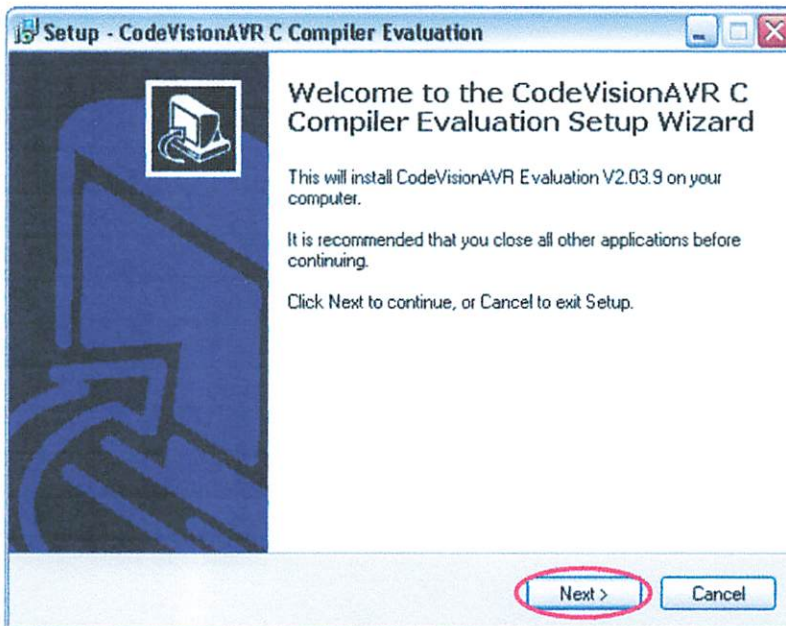 Setup - CodeVisionAVR C Compiler Evaluation
Welcome to the CodeVisionAVR C
Compiler Evaluation Setup Wizard
This will install CodeVisionAVR Evaluation V2.03.9 on your
computer.
It is recommended that you close all other applications before
continuing.
Click Next to continue, or Cancel to exit Setup.
Next >
Cancel